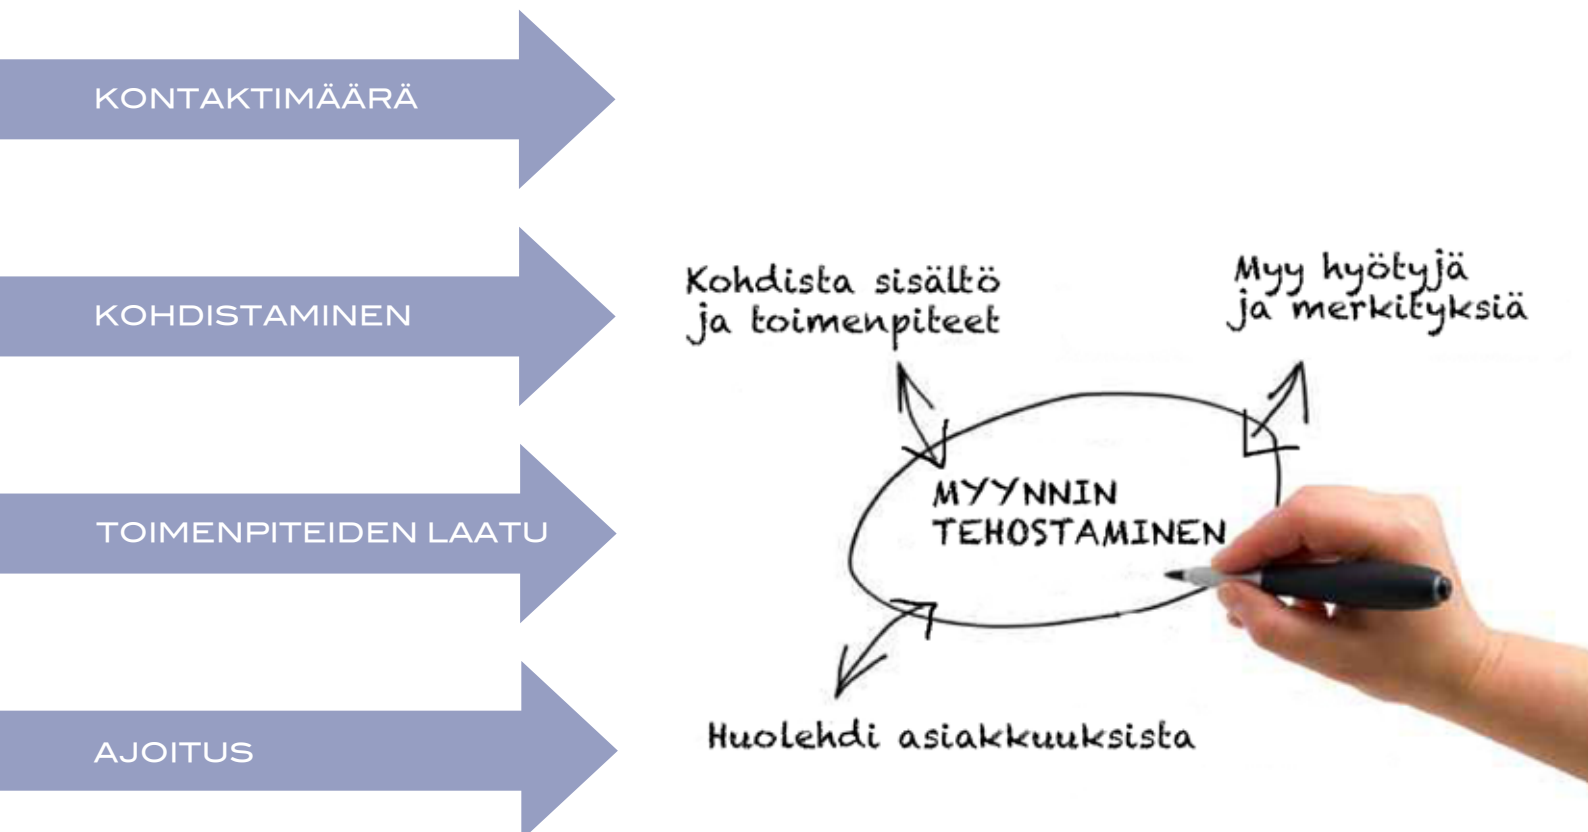 KONTAKTIMÄÄRÄ
KOHDISTAMINEN
TOIMENPITEIDEN LAATU
AJOITUS
Kohdista sisältö
ja toimenpiteet
Myy hyötyjä
ja merkityksiä
MYYNNIN
TEHOSTAMINEN
Huolehdi asiakkuuksista